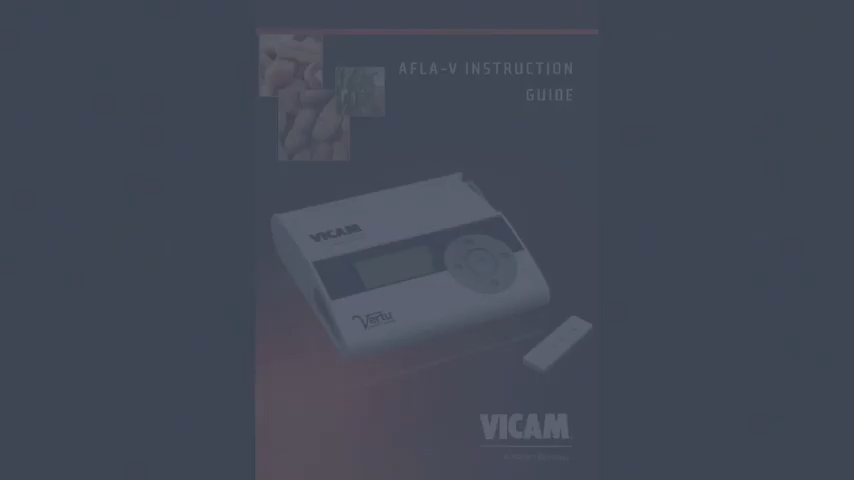 AFLA-V INSTRUCTION
GUIDE
VICAM
Vertu
VICAM